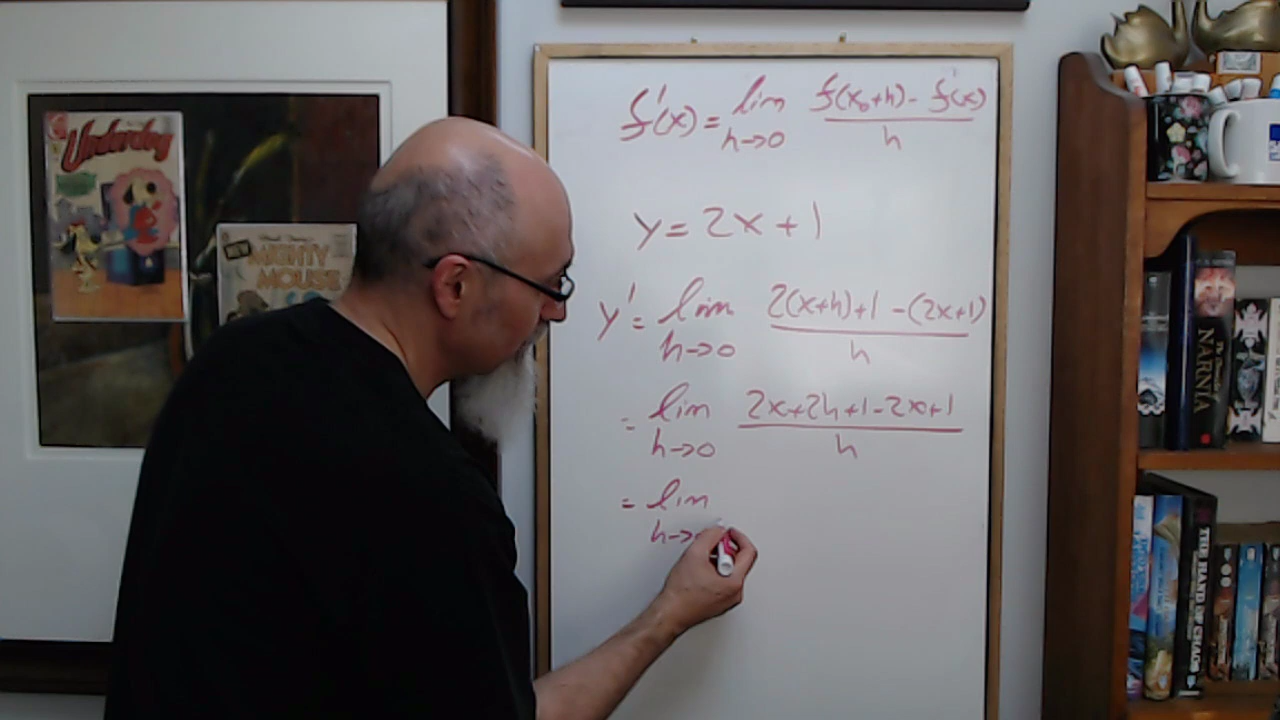 Underdog
NEW
MIGHTY
MOUSE
f'(x) = lim h→0 f(x₀+h) - f(x) / h
y = 2x + 1
y' = lim h→0 2(x+h)+1 -(2x+1) / h
= lim h→0 2x+2h+1-2x+1 / h
= lim h→
NARNIA
THE HAND OF CHAOS